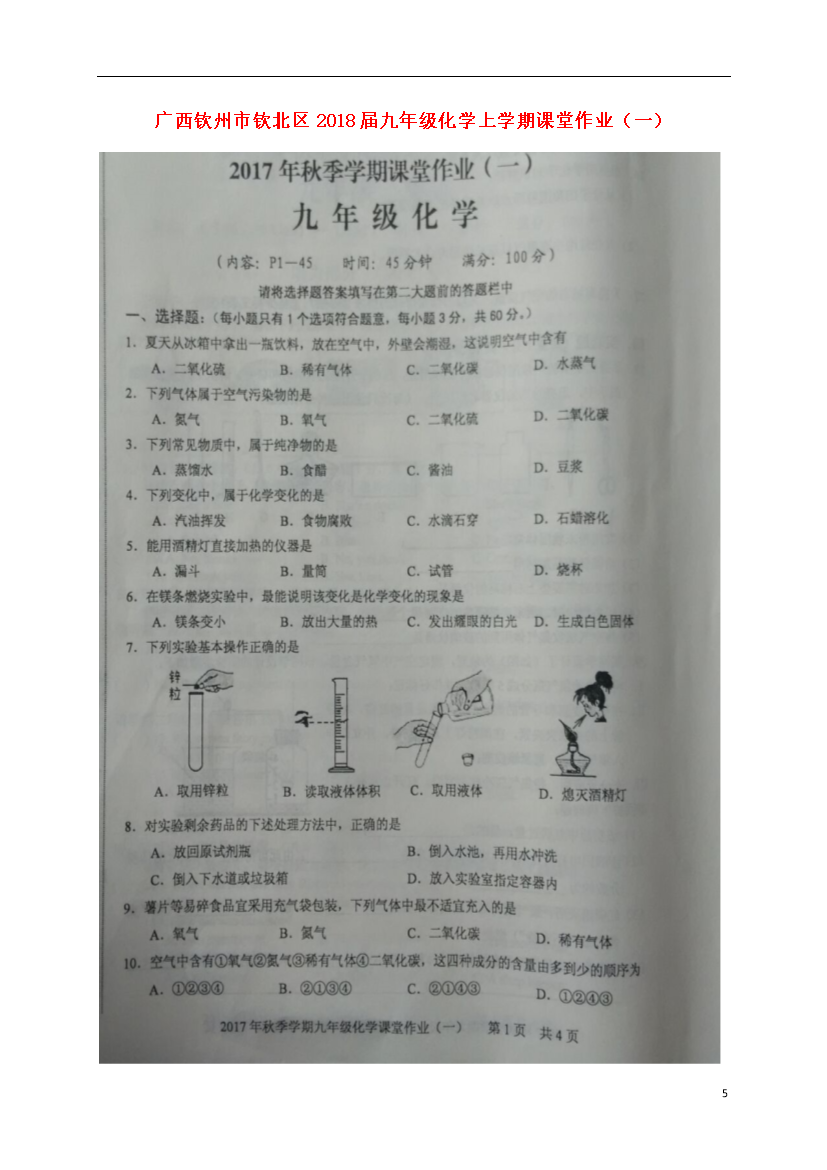 广西钦州市钦北区2018届九年级化学上学期课堂作业（一）
2017年秋季学期课堂作业(一)
九年级化学
(内容：P1—45 时间：45分钟 满分：100分)
请将选择题答案填写在第二大题前的答题栏中
一、选择题：(每小题只有1个选项符合题意，每小题3分，共60分。)
1．夏天从冰箱中拿出一瓶饮料，放在空气中，外壁会潮湿，这说明空气中含有
A．二氧化硫 B．稀有气体 C．二氧化碳 D．水蒸气
2．下列气体属于空气污染物的是
A．氮气 B．氧气 C．二氧化硫 D．二氧化碳
3．下列常见物质中，属于纯净物的是
A．蒸馏水 B．食醋 C．酱油 D．豆浆
4．下列变化中，属于化学变化的是
A．汽油挥发 B．食物腐败 C．水滴石穿 D．石蜡溶化
5．能用酒精灯直接加热的仪器是
A．漏斗 B．量筒 C．试管 D．烧杯
6．在镁条燃烧实验中，最能说明该变化是化学变化的现象是
A．镁条变小 B．放出大量的热 C．发出耀眼的白光 D．生成白色固体
7．下列实验基本操作正确的是
锌粒
A．取用锌粒 B．读取液体体积 C．取用液体 D．熄灭酒精灯
8．对实验剩余药品的下述处理方法中，正确的是
A．放回原试剂瓶 B．倒入水池，再用水冲洗
C．倒入下水道或垃圾箱 D．放入实验室指定容器内
9．薯片等易碎食品宜采用充气袋包装，下列气体中最不适宜充入的是
A．氧气 B．氮气 C．二氧化碳 D．稀有气体
10．空气中含有①氧气②氮气③稀有气体④二氧化碳，这四种成分的含量由多到少的顺序为
A．①②③④ B．②①③④ C．②①④③ D．①②④③
2017年秋季学期九年级化学课堂作业(一) 第1页 共4页
5